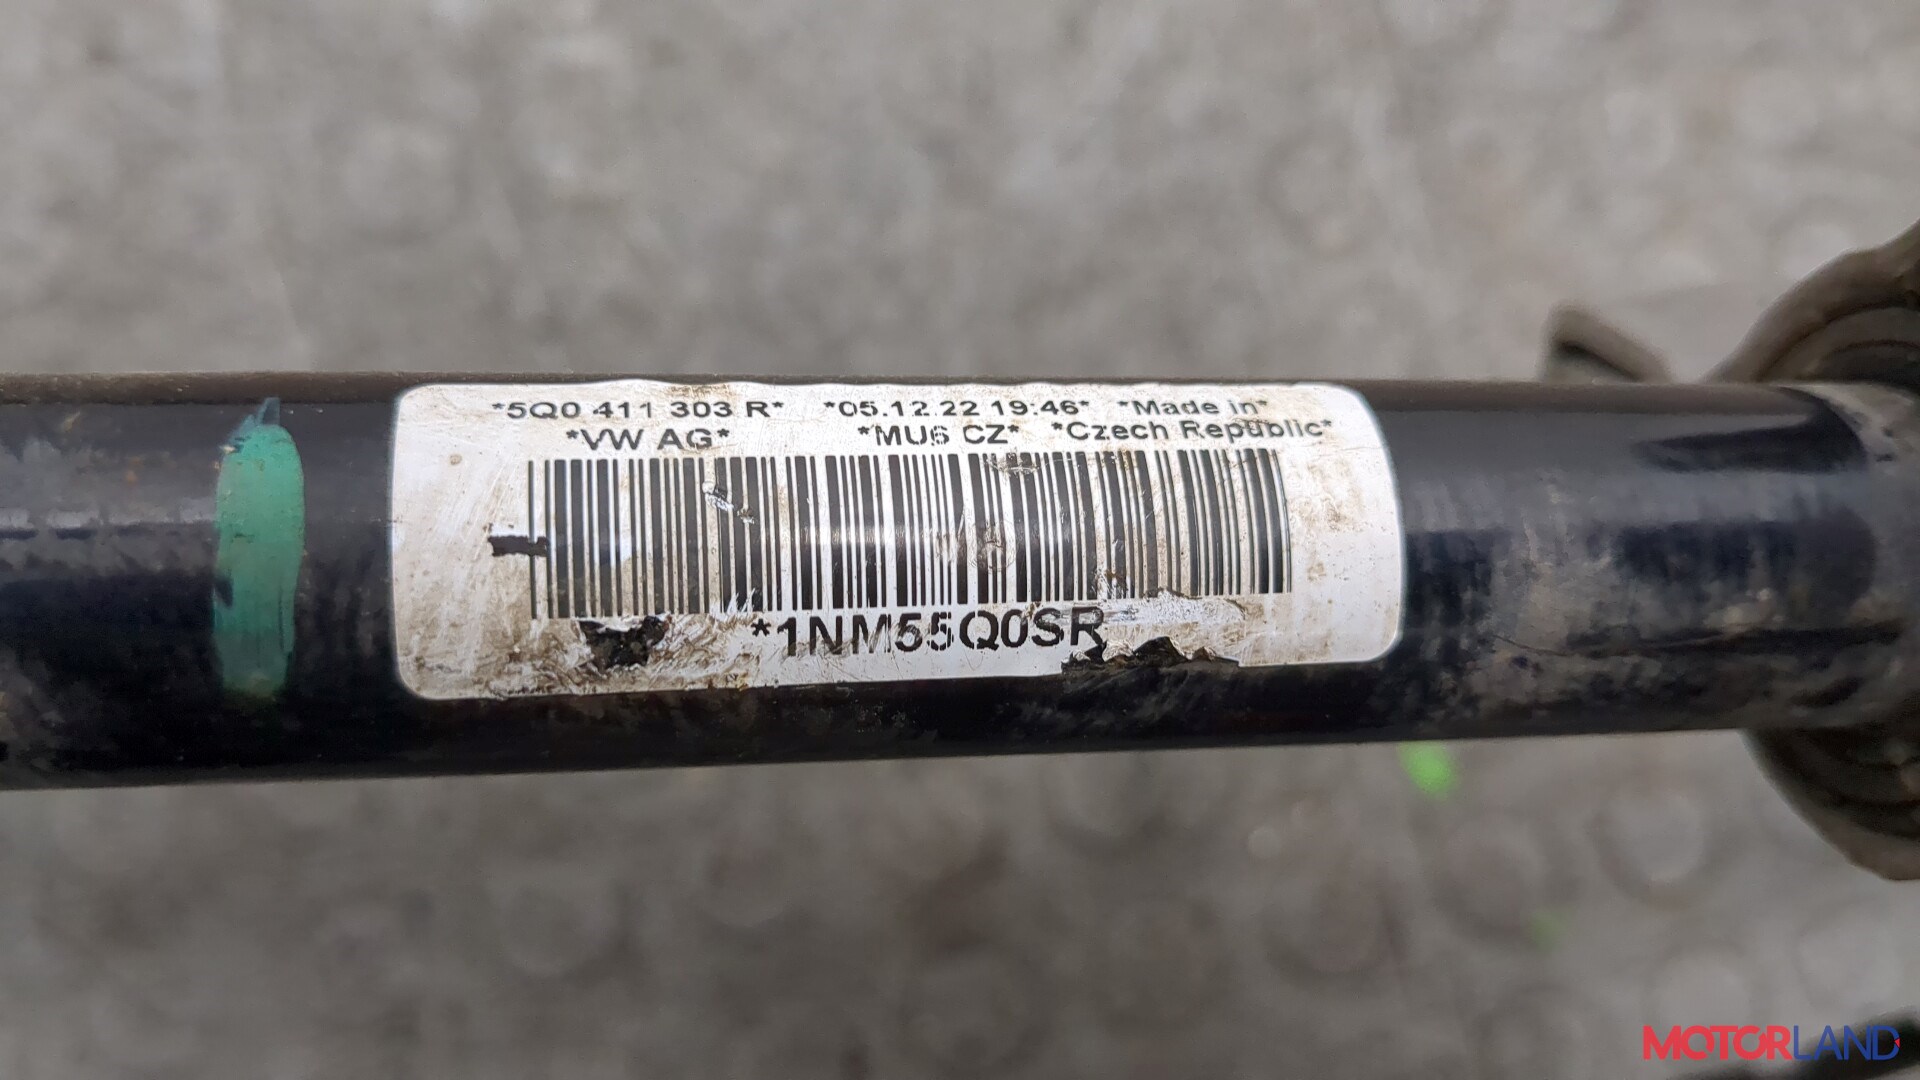 *5Q0 411 303 R* *05.12.22 19:46* *Made in*
*VW AG* *MU6 CZ* *Czech Republic*
*1NM55Q0SR
MOTORLAND